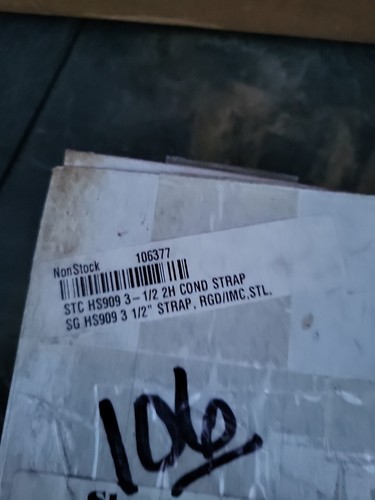 NonStock 106377
STC HS909 3-1/2 2H COND STRAP
SG HS909 3 1/2" STRAP, RGD/IMC,STL,
106